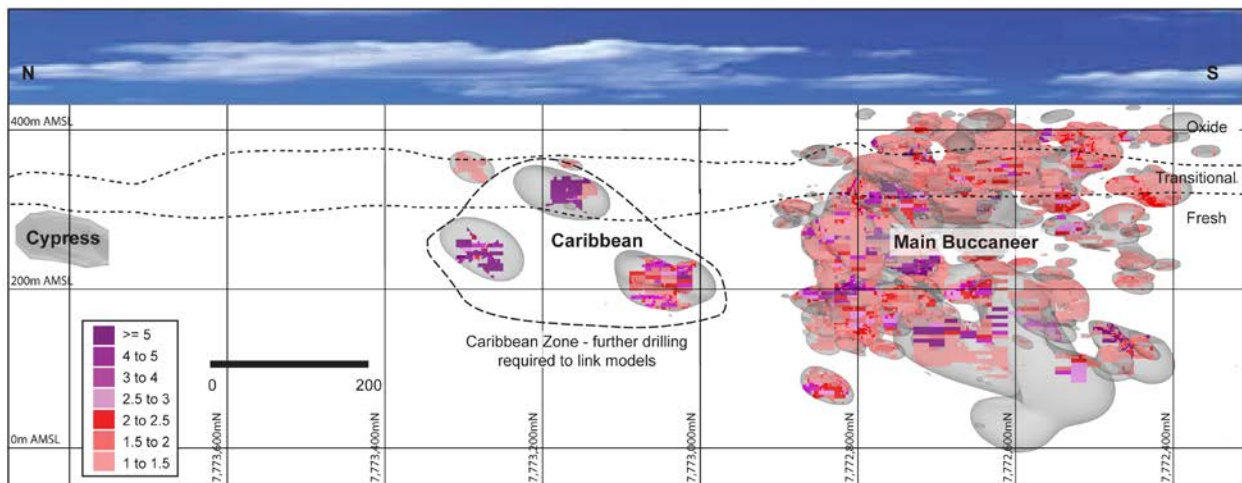 N
S
400m AMSL
Oxide
Transitional
Cypress
Caribbean
Main Buccaneer
Fresh
200m AMSL
>= 5
4 to 5
3 to 4
2.5 to 3
2 to 2.5
1.5 to 2
1 to 1.5
0
200
Caribbean Zone - further drilling
required to link models
0m AMSL
7,773,600mN
7,773,400mN
7,773,200mN
7,773,000mN
7,772,800mN
7,772,600mN
7,772,400mN